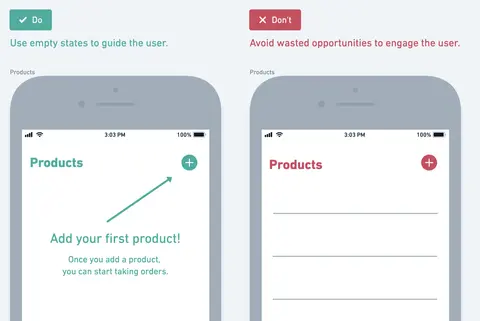 Do
Use empty states to guide the user.
Products
3:03 PM 100%
Products
Add your first product!
Once you add a product,
you can start taking orders.
Don't
Avoid wasted opportunities to engage the user.
Products
3:03 PM 100%
Products